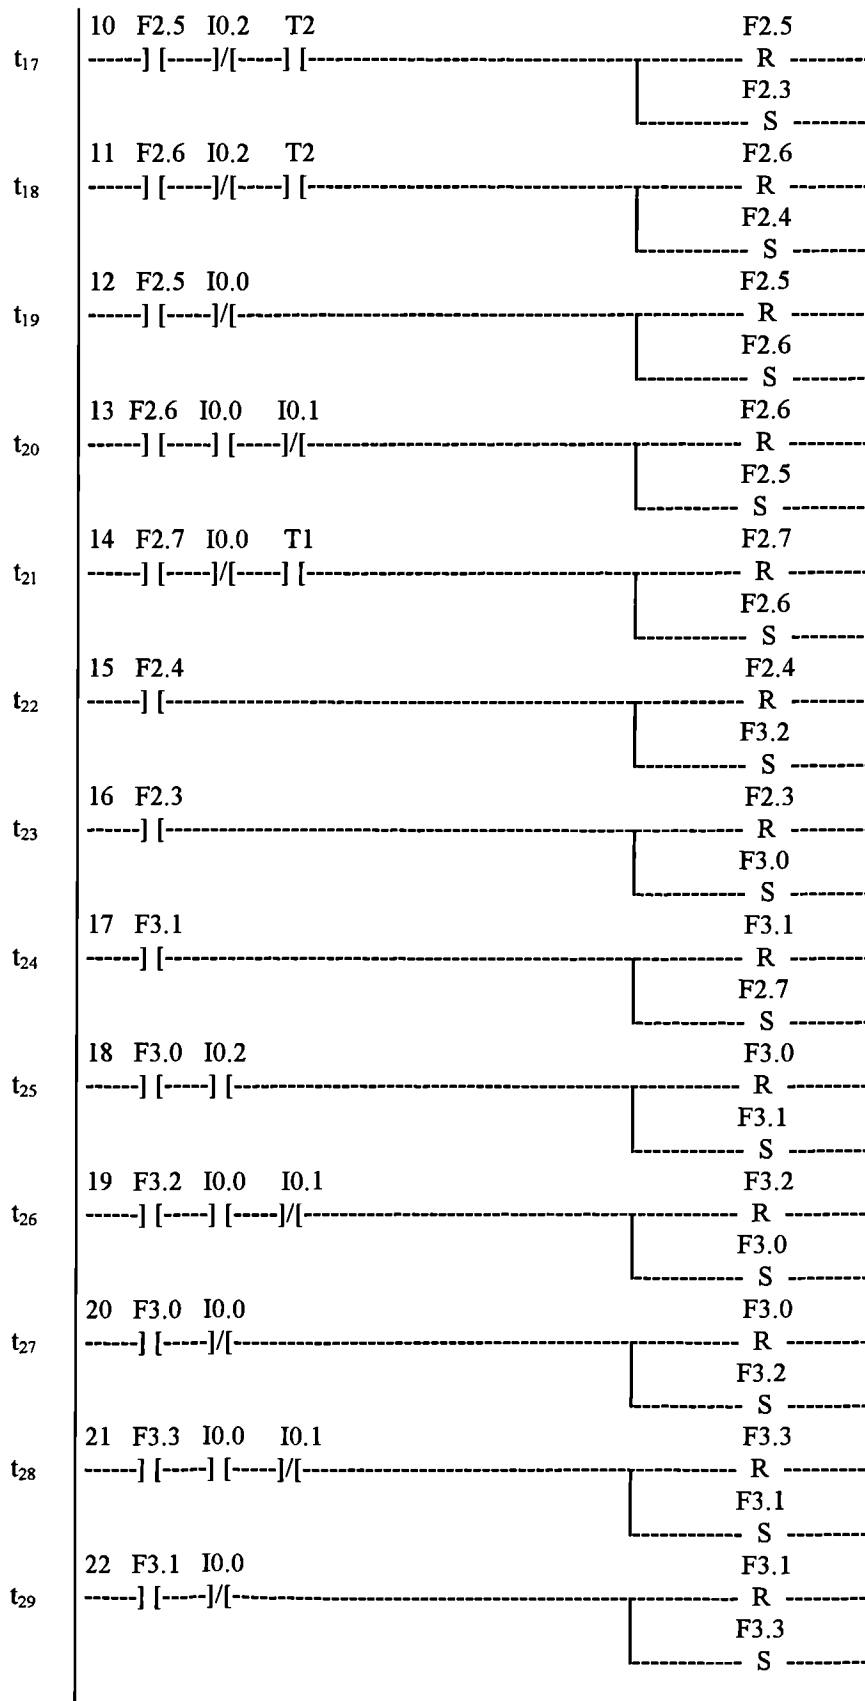 10 F2.5 I0.2 T2 F2.5
t17 ------] [-----]/[-----] [------ R ------
F2.3
S
11 F2.6 I0.2 T2 F2.6
t18 ------] [-----]/[-----] [------ R ------
F2.4
S
12 F2.5 I0.0 F2.5
t19 ------] [-----]/[------ R ------
F2.6
S
13 F2.6 I0.0 I0.1 F2.6
t20 ------] [-----] [-----]/[------ R ------
F2.5
S
14 F2.7 I0.0 T1 F2.7
t21 ------] [-----]/[-----] [------ R ------
F2.6
S
15 F2.4 F2.4
t22 ------] [------ R ------
F3.2
S
16 F2.3 F2.3
t23 ------] [------ R ------
F3.0
S
17 F3.1 F3.1
t24 ------] [------ R ------
F2.7
S
18 F3.0 I0.2 F3.0
t25 ------] [-----] [------ R ------
F3.1
S
19 F3.2 I0.0 I0.1 F3.2
t26 ------] [-----] [-----]/[------ R ------
F3.0
S
20 F3.0 I0.0 F3.0
t27 ------] [-----]/[------ R ------
F3.2
S
21 F3.3 I0.0 I0.1 F3.3
t28 ------] [-----] [-----]/[------ R ------
F3.1
S
22 F3.1 I0.0 F3.1
t29 ------] [-----]/[------ R ------
F3.3
S